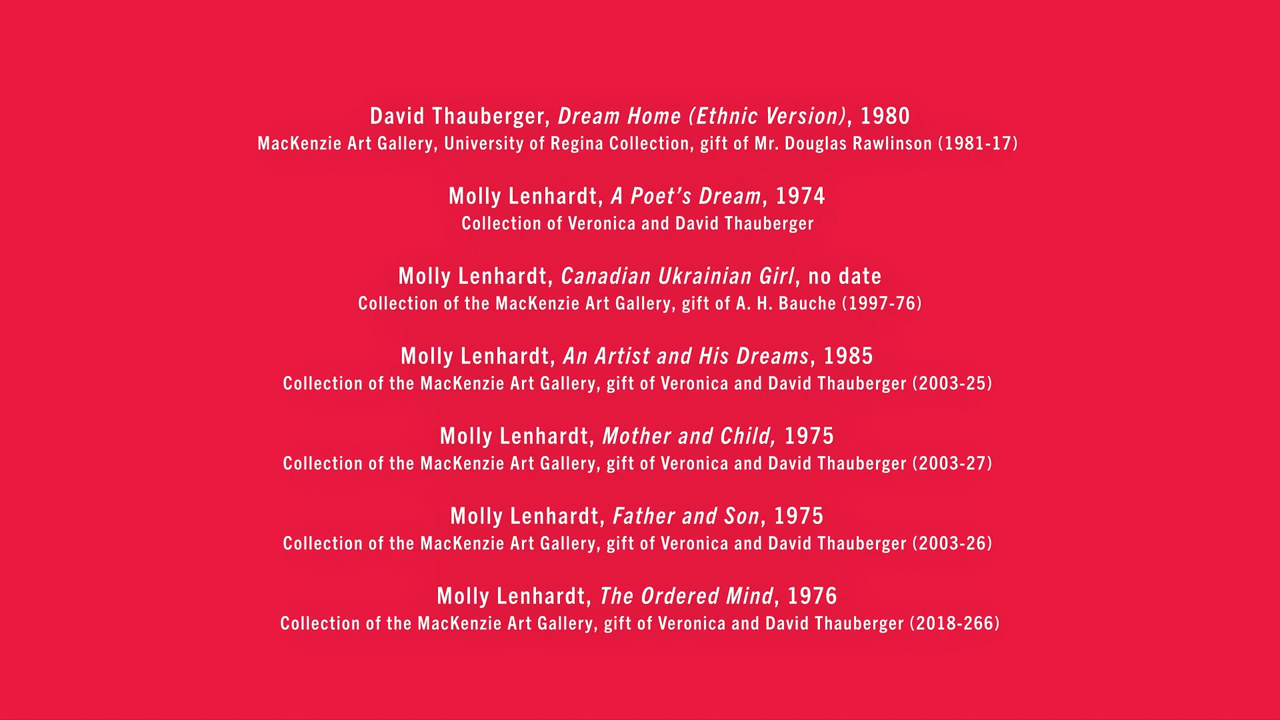 David Thauberger, Dream Home (Ethnic Version), 1980
MacKenzie Art Gallery, University of Regina Collection, gift of Mr. Douglas Rawlinson (1981-17)
Molly Lenhardt, A Poet’s Dream, 1974
Collection of Veronica and David Thauberger
Molly Lenhardt, Canadian Ukrainian Girl, no date
Collection of the MacKenzie Art Gallery, gift of A. H. Bauche (1997-76)
Molly Lenhardt, An Artist and His Dreams, 1985
Collection of the MacKenzie Art Gallery, gift of Veronica and David Thauberger (2003-25)
Molly Lenhardt, Mother and Child, 1975
Collection of the MacKenzie Art Gallery, gift of Veronica and David Thauberger (2003-27)
Molly Lenhardt, Father and Son, 1975
Collection of the MacKenzie Art Gallery, gift of Veronica and David Thauberger (2003-26)
Molly Lenhardt, The Ordered Mind, 1976
Collection of the MacKenzie Art Gallery, gift of Veronica and David Thauberger (2018-266)